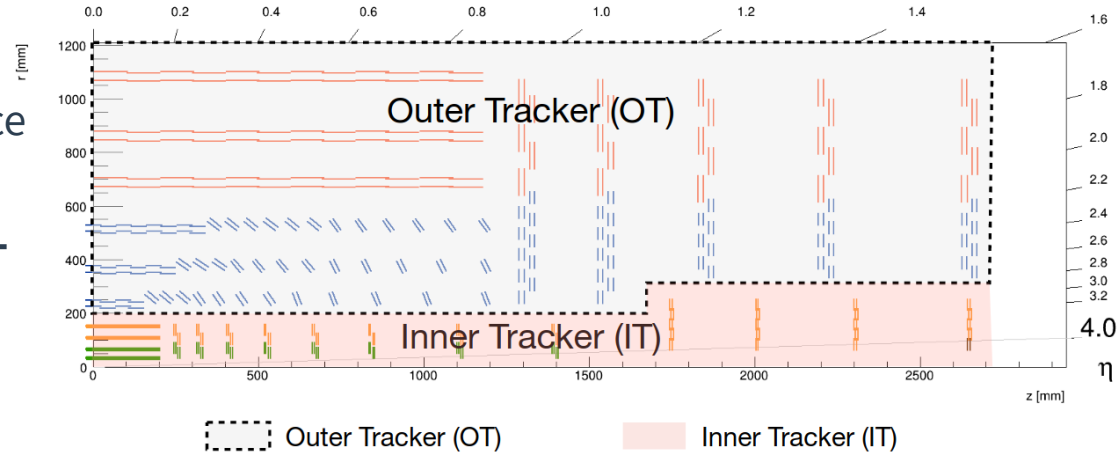 0.0 0.2 0.4 0.6 0.8 1.0 1.2 1.4 1.6
r [mm]
1200
1000
800
600
400
200
0
Outer Tracker (OT)
Inner Tracker (IT)
1.8
2.0
2.2
2.4
2.6
2.8
3.0
3.2
4.0
η
0 500 1000 1500 2000 2500
z [mm]
Outer Tracker (OT) Inner Tracker (IT)